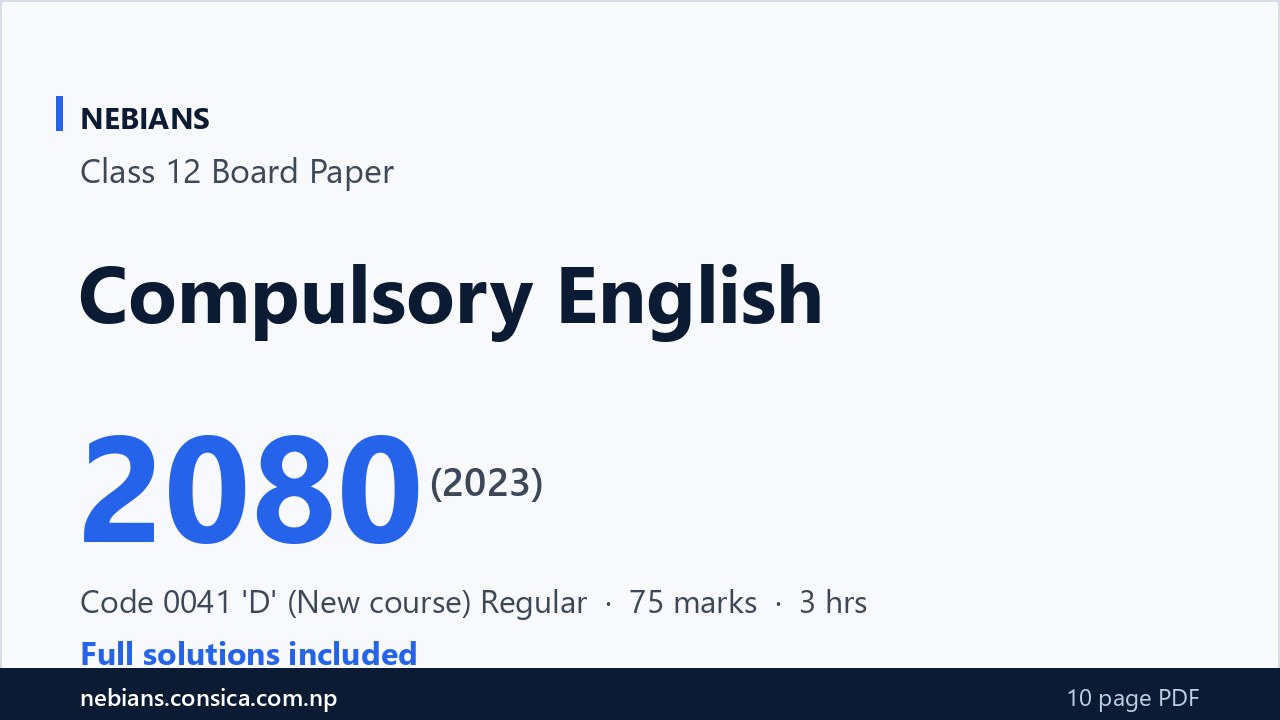 NEBIANS
Class 12 Board Paper
Compulsory English
2080 (2023)
Code 0041 'D' (New course) Regular · 75 marks · 3 hrs
Full solutions included
nebians.consica.com.np
10 page PDF